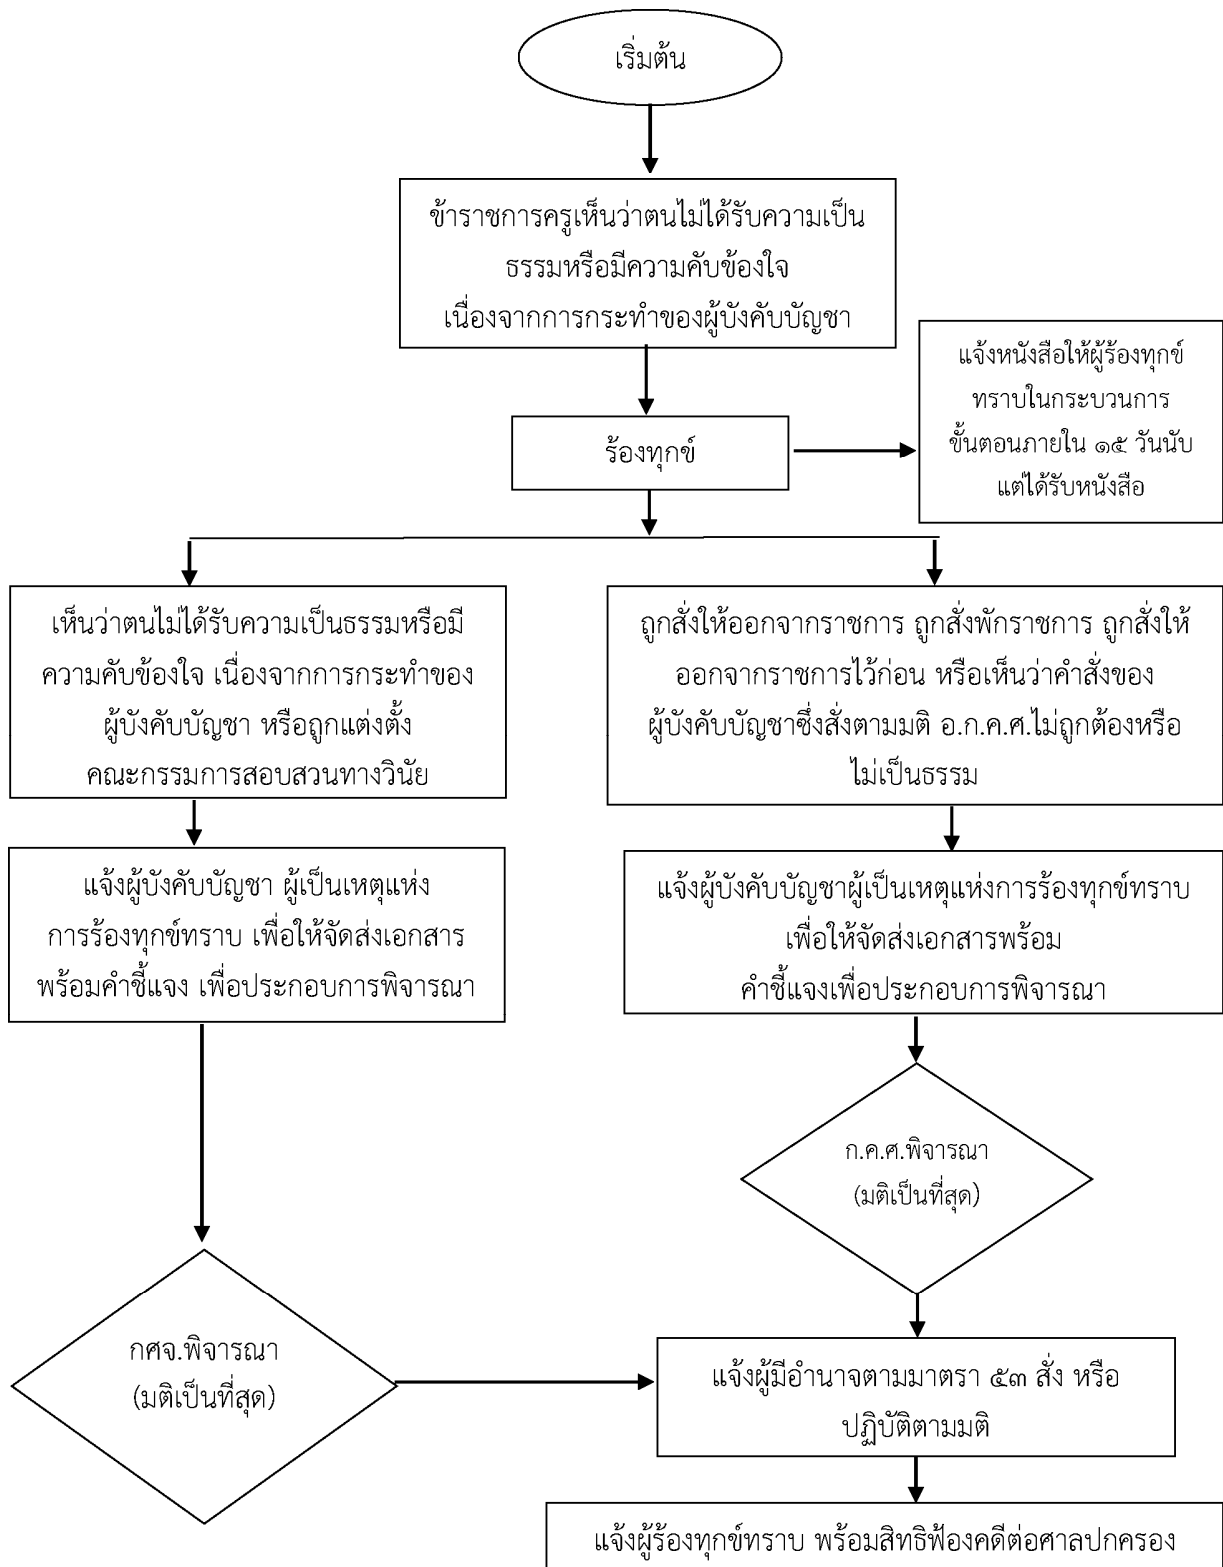 เริ่มต้น
ข้าราชการครูเห็นว่าตนไม่ได้รับความเป็น
ธรรมหรือมีความคับข้องใจ
เนื่องจากการกระทำของผู้บังคับบัญชา
แจ้งหนังสือให้ผู้ร้องทุกข์
ทราบในกระบวนการ
ขั้นตอนภายใน ๑๕ วันนับ
แต่ได้รับหนังสือ
ร้องทุกข์
เห็นว่าตนไม่ได้รับความเป็นธรรมหรือมี
ความคับข้องใจ เนื่องจากการกระทำของ
ผู้บังคับบัญชา หรือถูกแต่งตั้ง
คณะกรรมการสอบสวนทางวินัย
ถูกสั่งให้ออกจากราชการ ถูกสั่งพักราชการ ถูกสั่งให้
ออกจากราชการไว้ก่อน หรือเห็นว่าคำสั่งของ
ผู้บังคับบัญชาซึ่งสั่งตามมติ อ.ก.ค.ศ.ไม่ถูกต้องหรือ
ไม่เป็นธรรม
แจ้งผู้บังคับบัญชา ผู้เป็นเหตุแห่ง
การร้องทุกข์ทราบ เพื่อให้จัดส่งเอกสาร
พร้อมคำชี้แจง เพื่อประกอบการพิจารณา
แจ้งผู้บังคับบัญชาผู้เป็นเหตุแห่งการร้องทุกข์ทราบ
เพื่อให้จัดส่งเอกสารพร้อม
คำชี้แจงเพื่อประกอบการพิจารณา
ก.ค.ศ.พิจารณา
(มติเป็นที่สุด)
กศจ.พิจารณา
(มติเป็นที่สุด)
แจ้งผู้มีอำนาจตามมาตรา ๕๓ สั่ง หรือ
ปฏิบัติตามมติ
แจ้งผู้ร้องทุกข์ทราบ พร้อมสิทธิฟ้องคดีต่อศาลปกครอง